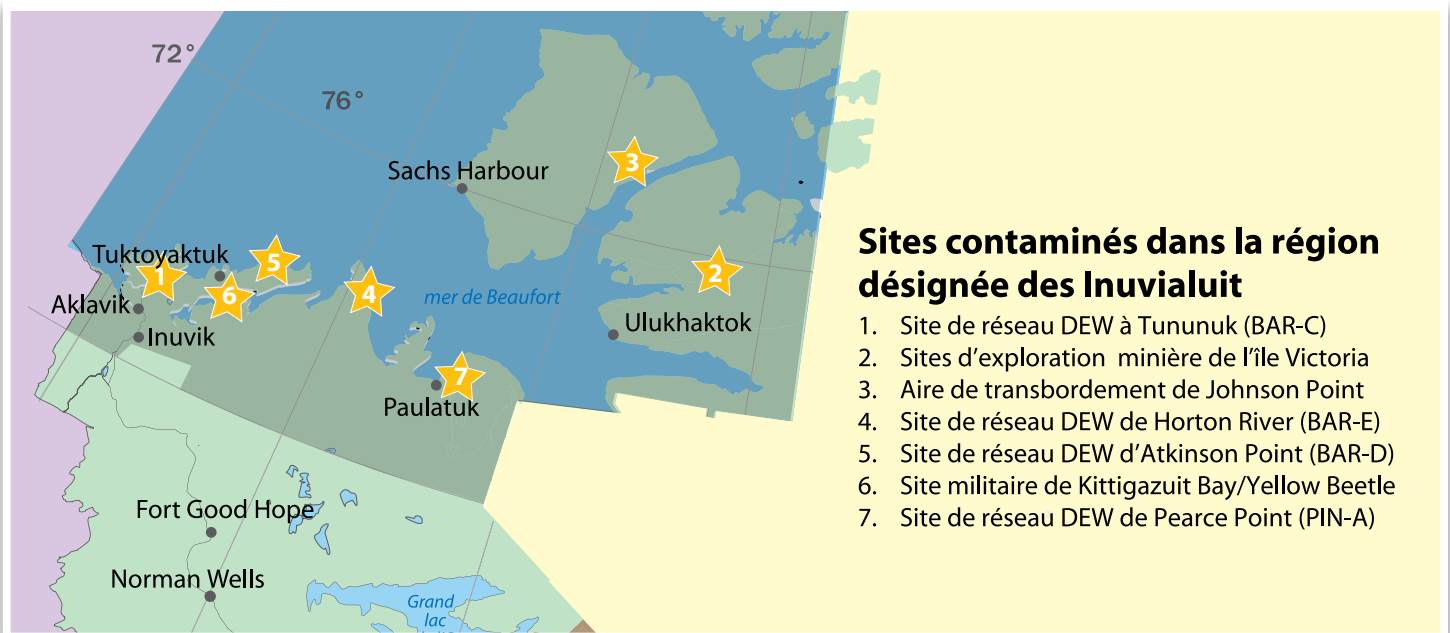 72°
76°
Sachs Harbour
3
Tuktoyaktuk
5
1
2
6
4
mer de Beaufort
Aklavik
Inuvik
Ulukhaktok
7
Paulatuk
Fort Good Hope
Norman Wells
Grand
lac
Sites contaminés dans la région
désignée des Inuvialuit
1. Site de réseau DEW à Tununuk (BAR-C)
2. Sites d'exploration minière de l'île Victoria
3. Aire de transbordement de Johnson Point
4. Site de réseau DEW de Horton River (BAR-E)
5. Site de réseau DEW d'Atkinson Point (BAR-D)
6. Site militaire de Kittigazuit Bay/Yellow Beetle
7. Site de réseau DEW de Pearce Point (PIN-A)